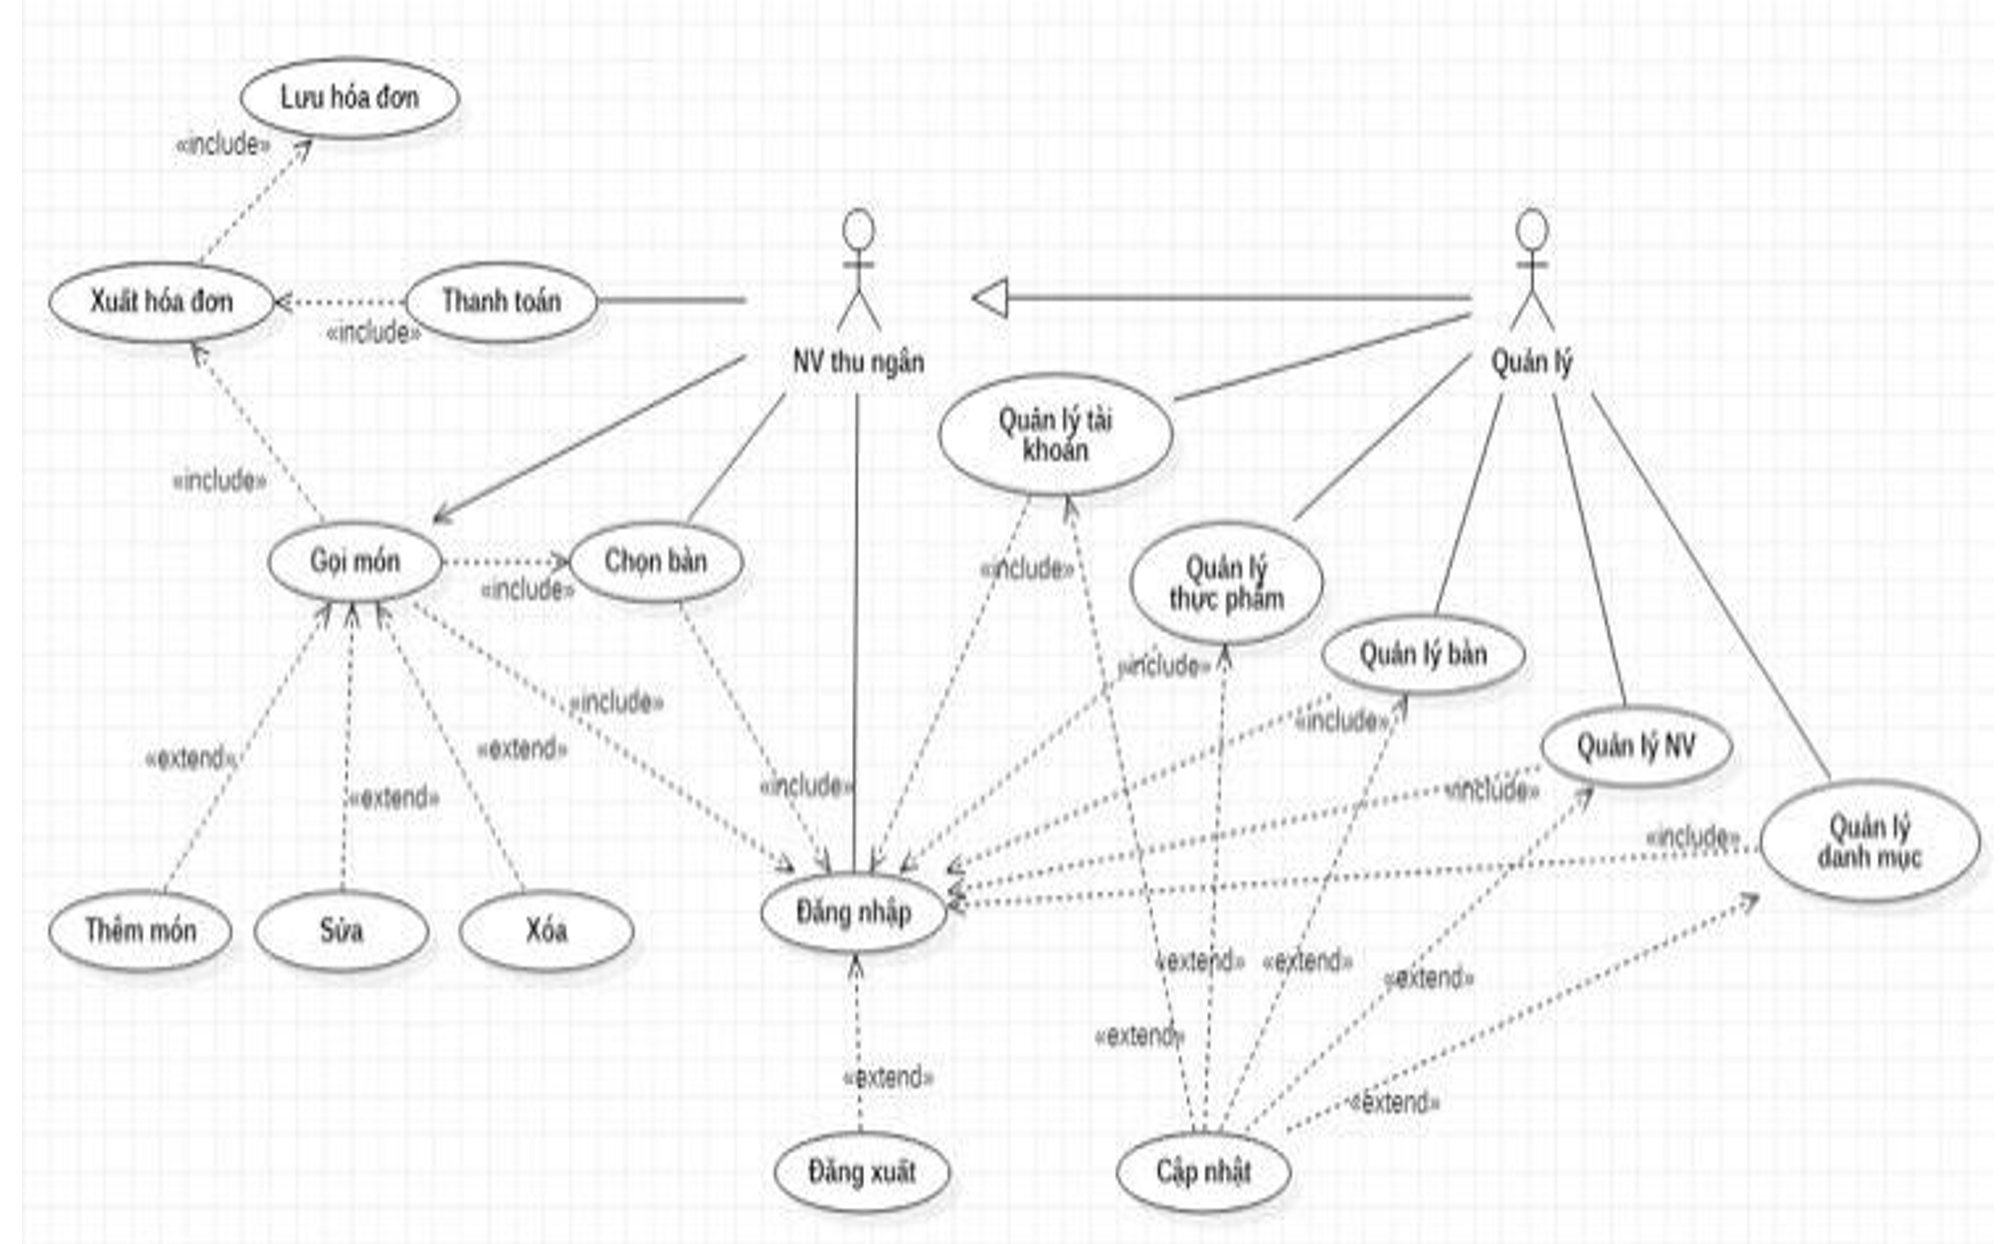 Lưu hóa đơn
«include»
Xuất hóa đơn
Thanh toán
«include»
NV thu ngân
Quản lý
Quản lý tài
khoản
«include»
Gọi món
Chọn bàn
«include»
«include»
Quản lý
thực phẩm
Quản lý bàn
«include»
«include»
«include»
Quản lý NV
«extend»
«extend»
«extend»
«include»
«include»
«include»
Quản lý
danh mục
Thêm món
Sửa
Xóa
Đăng nhập
«extend»
«extend»
«extend»
«extend»
«extend»
«extend»
Đăng xuất
Cập nhật